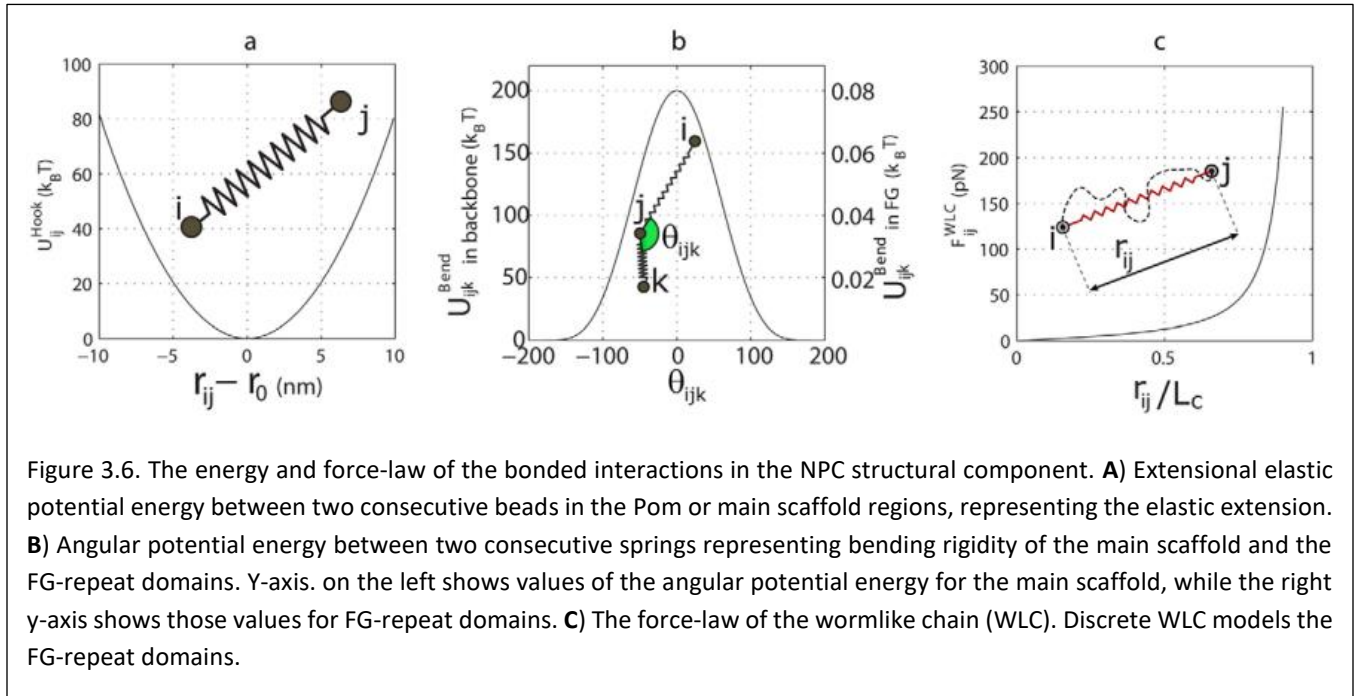 a
b
c
100
80
60
40
20
0
U_ij^Hook (k_BT)
i
j
−10
−5
0
5
10
r_ij − r_0 (nm)
200
150
100
50
0
U_ijk^Bend in backbone (k_BT)
i
j
k
θ_ijk
0.08
0.06
0.04
0.02
U_ijk^Bend in FG (k_BT)
−200
−100
0
100
200
θ_ijk
300
250
200
150
100
50
0
F_ij^WLC (pN)
i
j
r_ij
0
0.5
1
r_ij/L_C
Figure 3.6. The energy and force-law of the bonded interactions in the NPC structural component. A) Extensional elastic
potential energy between two consecutive beads in the Pom or main scaffold regions, representing the elastic extension.
B) Angular potential energy between two consecutive springs representing bending rigidity of the main scaffold and the
FG-repeat domains. Y-axis. on the left shows values of the angular potential energy for the main scaffold, while the right
y-axis shows those values for FG-repeat domains. C) The force-law of the wormlike chain (WLC). Discrete WLC models the
FG-repeat domains.